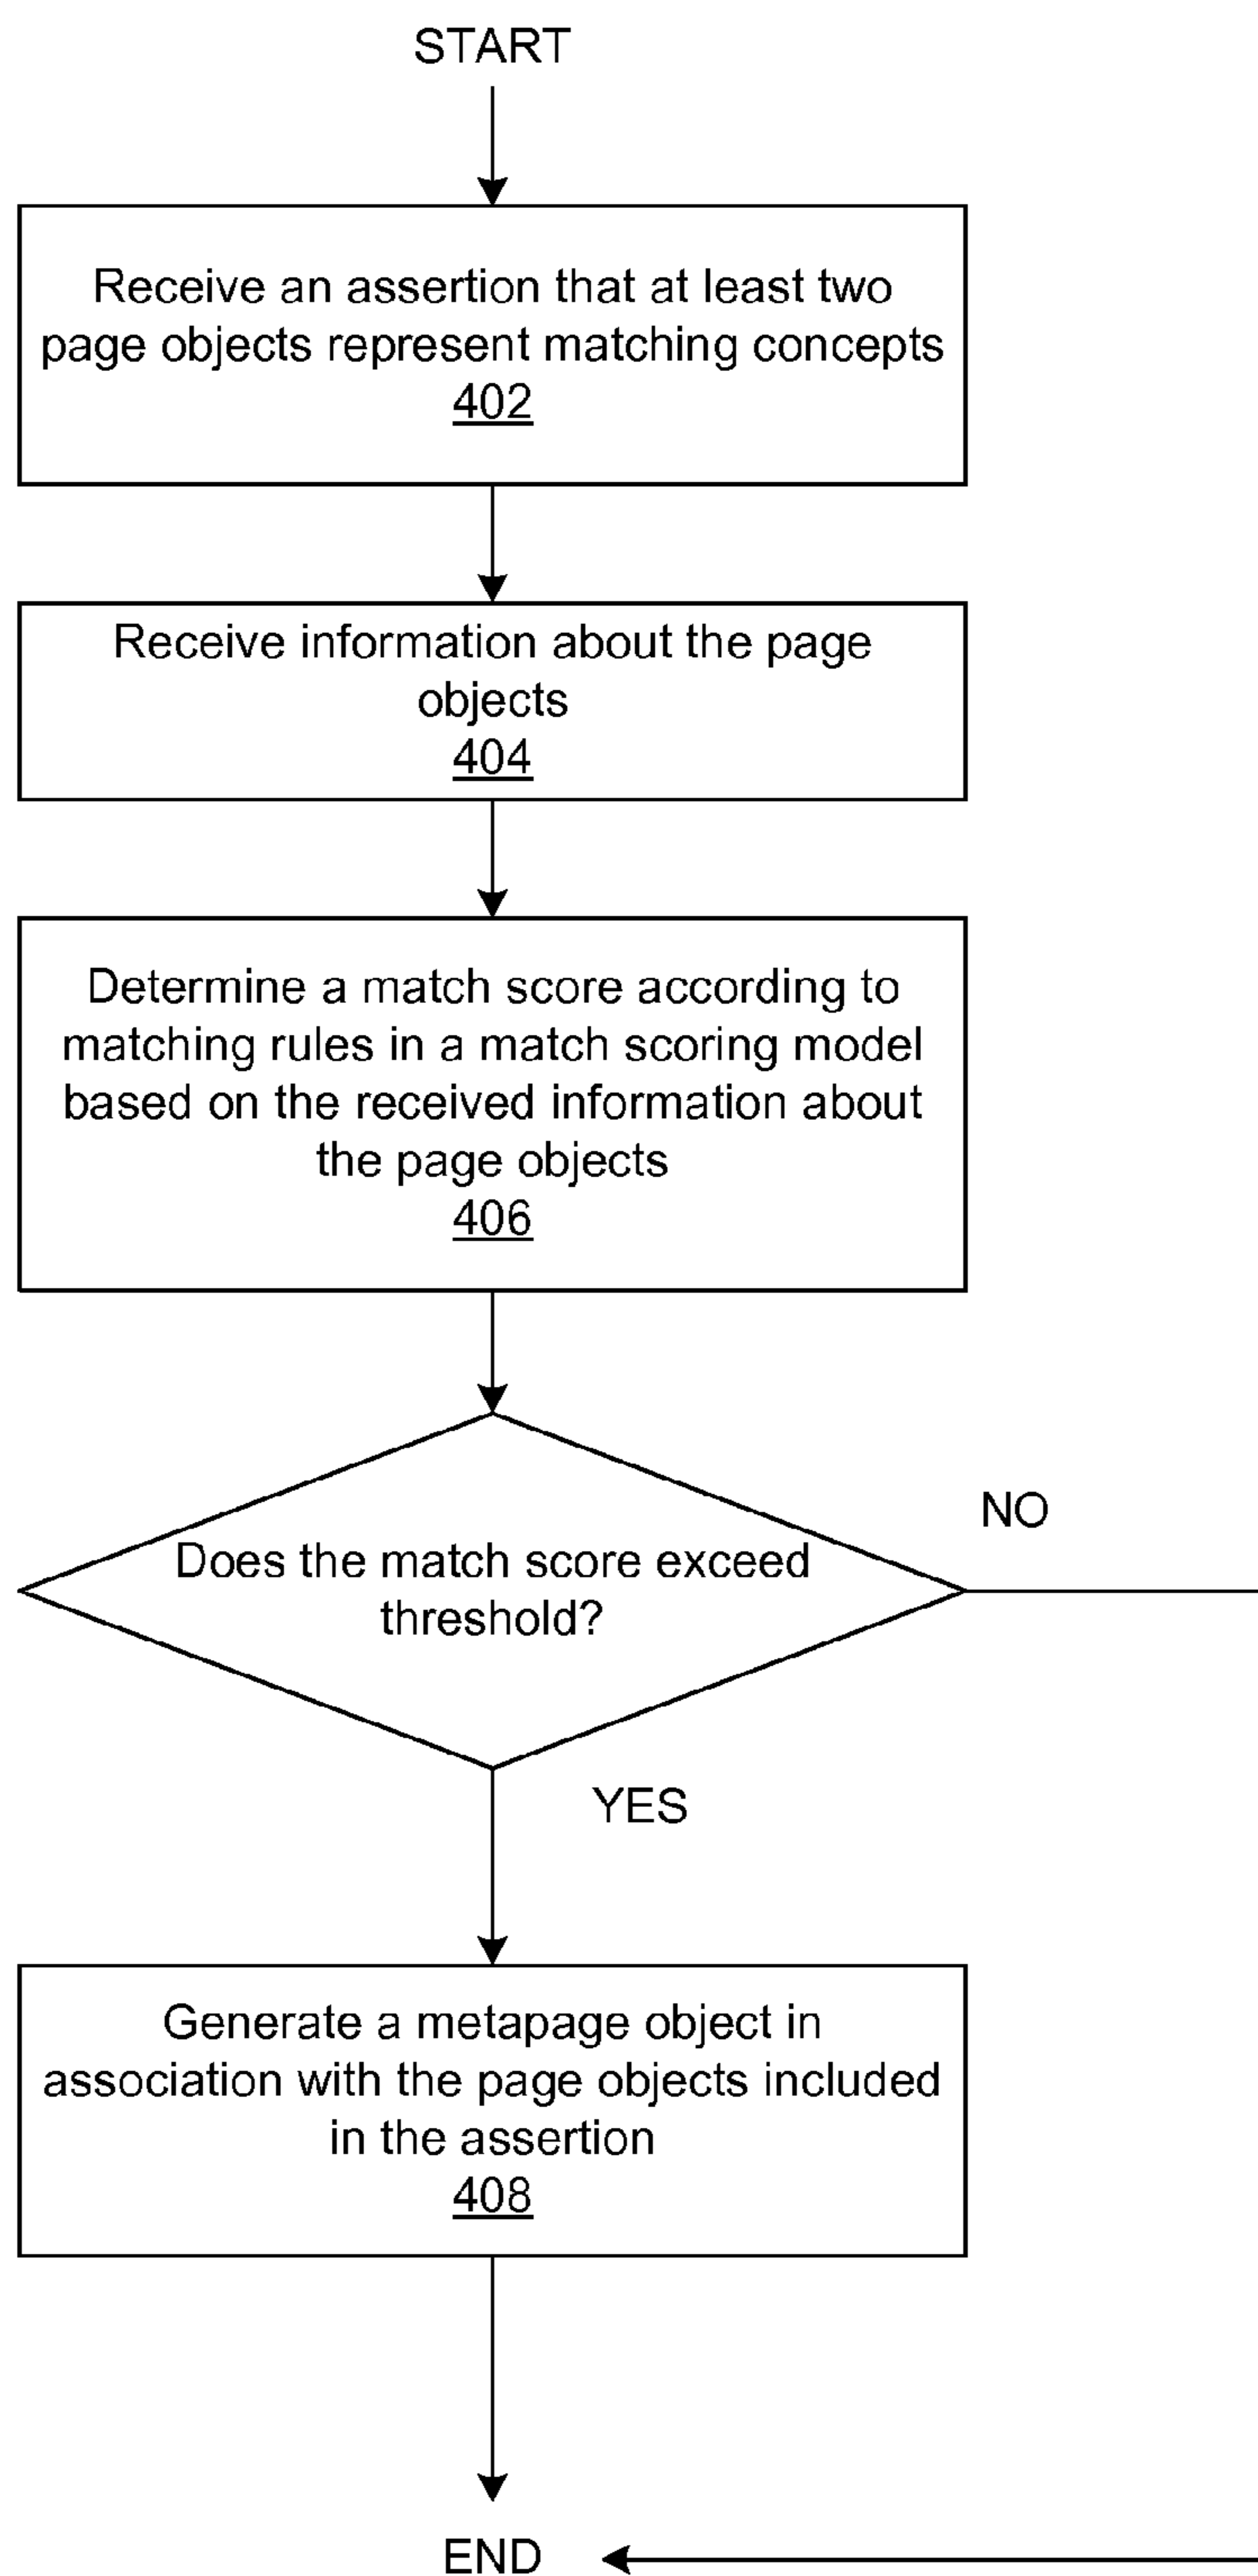 START
Receive an assertion that at least two
page objects represent matching concepts
402
Receive information about the page
objects
404
Determine a match score according to
matching rules in a match scoring model
based on the received information about
the page objects
406
NO
Does the match score exceed
threshold?
YES
Generate a metapage object in
association with the page objects included
in the assertion
408
END